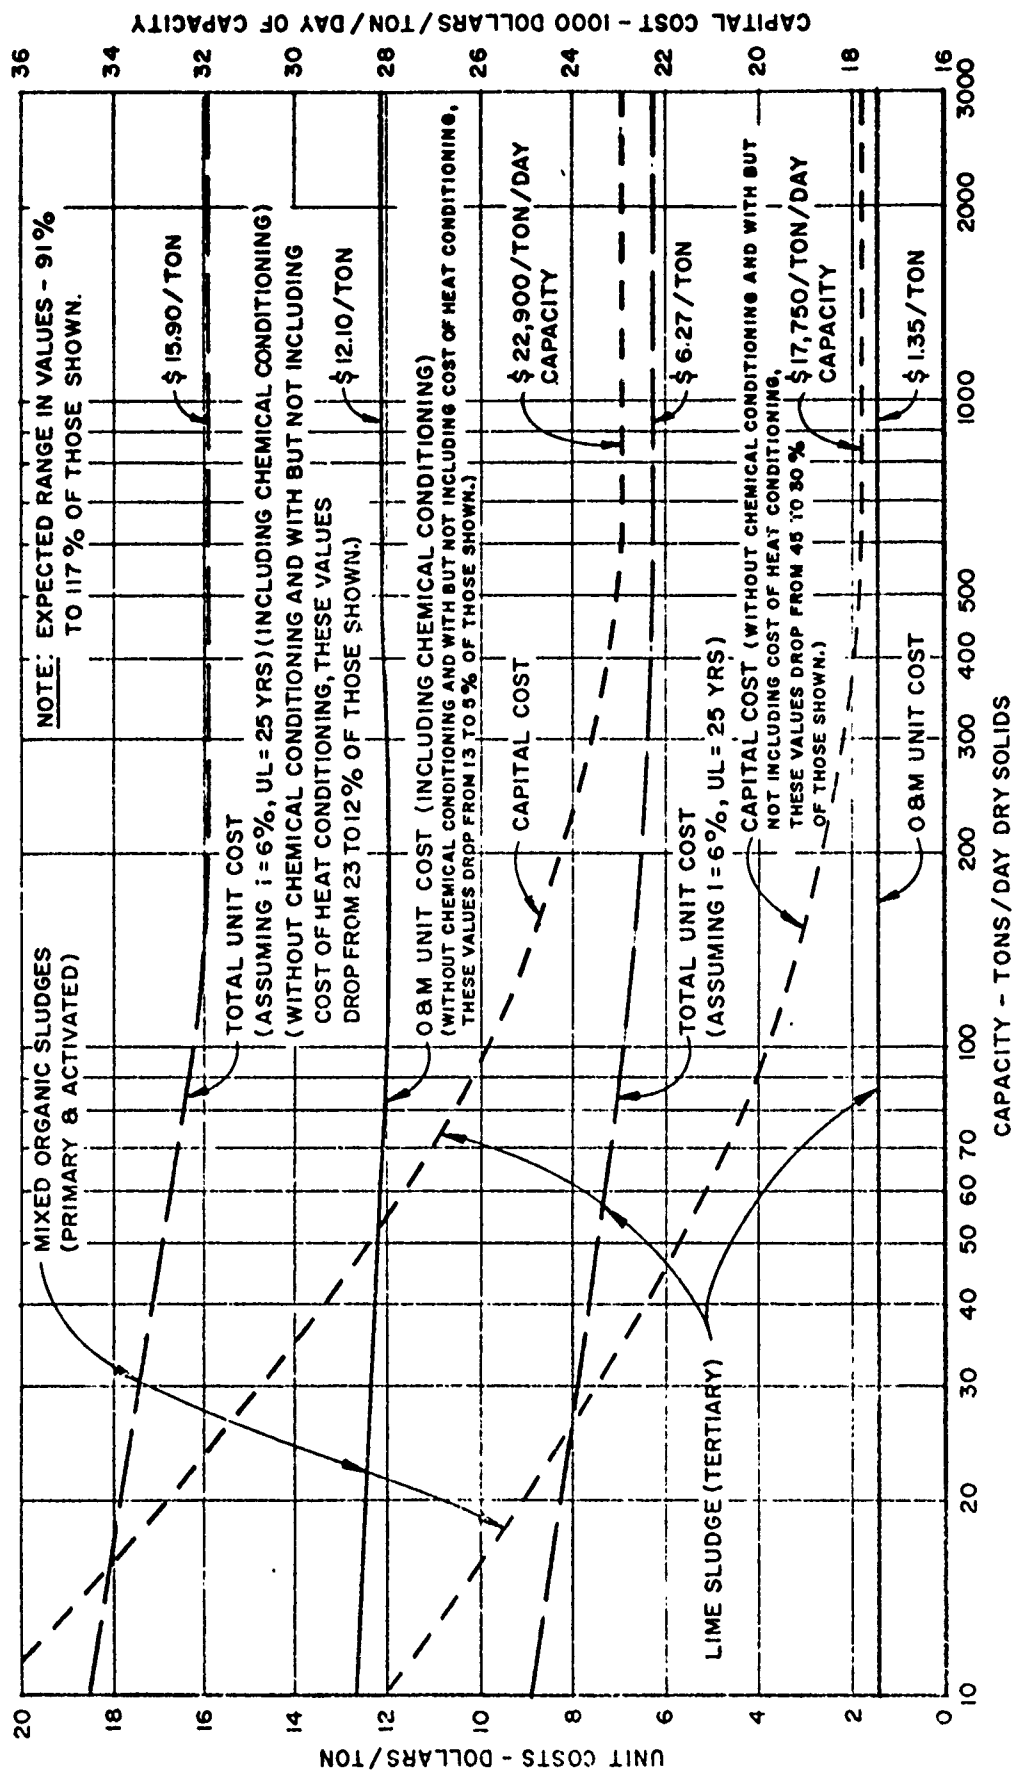 NOTE: EXPECTED RANGE IN VALUES - 91%
TO 117% OF THOSE SHOWN.
MIXED ORGANIC SLUDGES
(PRIMARY & ACTIVATED)
$15.90/TON
TOTAL UNIT COST
(ASSUMING i = 6%, UL = 25 YRS) (INCLUDING CHEMICAL CONDITIONING)
(WITHOUT CHEMICAL CONDITION AND WITH BUT NOT INCLUDING
COST OF HEAT CONDITIONING, THESE VALUES
DROP FROM 23 TO 12% OF THOSE SHOWN.)
$12.10/TON
O&M UNIT COST (INCLUDING CHEMICAL CONDITIONING)
(WITHOUT CHEMICAL CONDITIONING AND WITH BUT NOT INCLUDING COST OF HEAT CONDITIONING,
THESE VALUES DROP FROM 13 TO 5% OF THOSE SHOWN.)
CAPITAL COST
$22,900/TON/DAY
CAPACITY
$6.27/TON
TOTAL UNIT COST
(ASSUMING I = 6%, UL = 25 YRS)
CAPITAL COST (WITHOUT CHEMICAL CONDITIONING AND WITH BUT
NOT INCLUDING COST OF HEAT CONDITIONING,
THESE VALUES DROP FROM 45 TO 30%
OF THOSE SHOWN.)
$17,750/TON/DAY
CAPACITY
$1.35/TON
O&M UNIT COST
LIME SLUDGE (TERTIARY)
UNIT COSTS - DOLLARS/TON
20
18
16
14
12
10
8
6
4
2
0
CAPITAL COST - 1000 DOLLARS/TON/DAY OF CAPACITY
36
34
32
30
28
26
24
22
20
18
16
10
20
30
40
50
60
70
100
200
300
400
500
1000
2000
3000
CAPACITY - TONS/DAY DRY SOLIDS